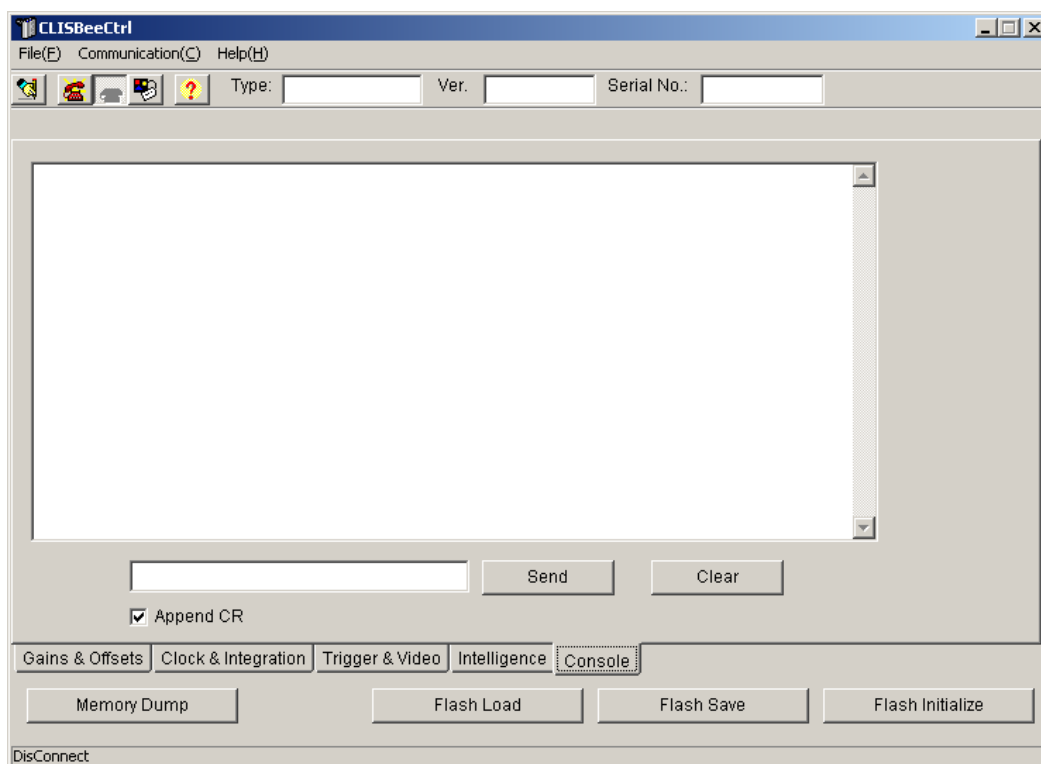 CLISBeeCtrl
File(F) Communication(C) Help(H)
? Type: Ver. Serial No.:
Send Clear
Append CR
Gains & Offsets Clock & Integration Trigger & Video Intelligence Console
Memory Dump Flash Load Flash Save Flash Initialize
DisConnect